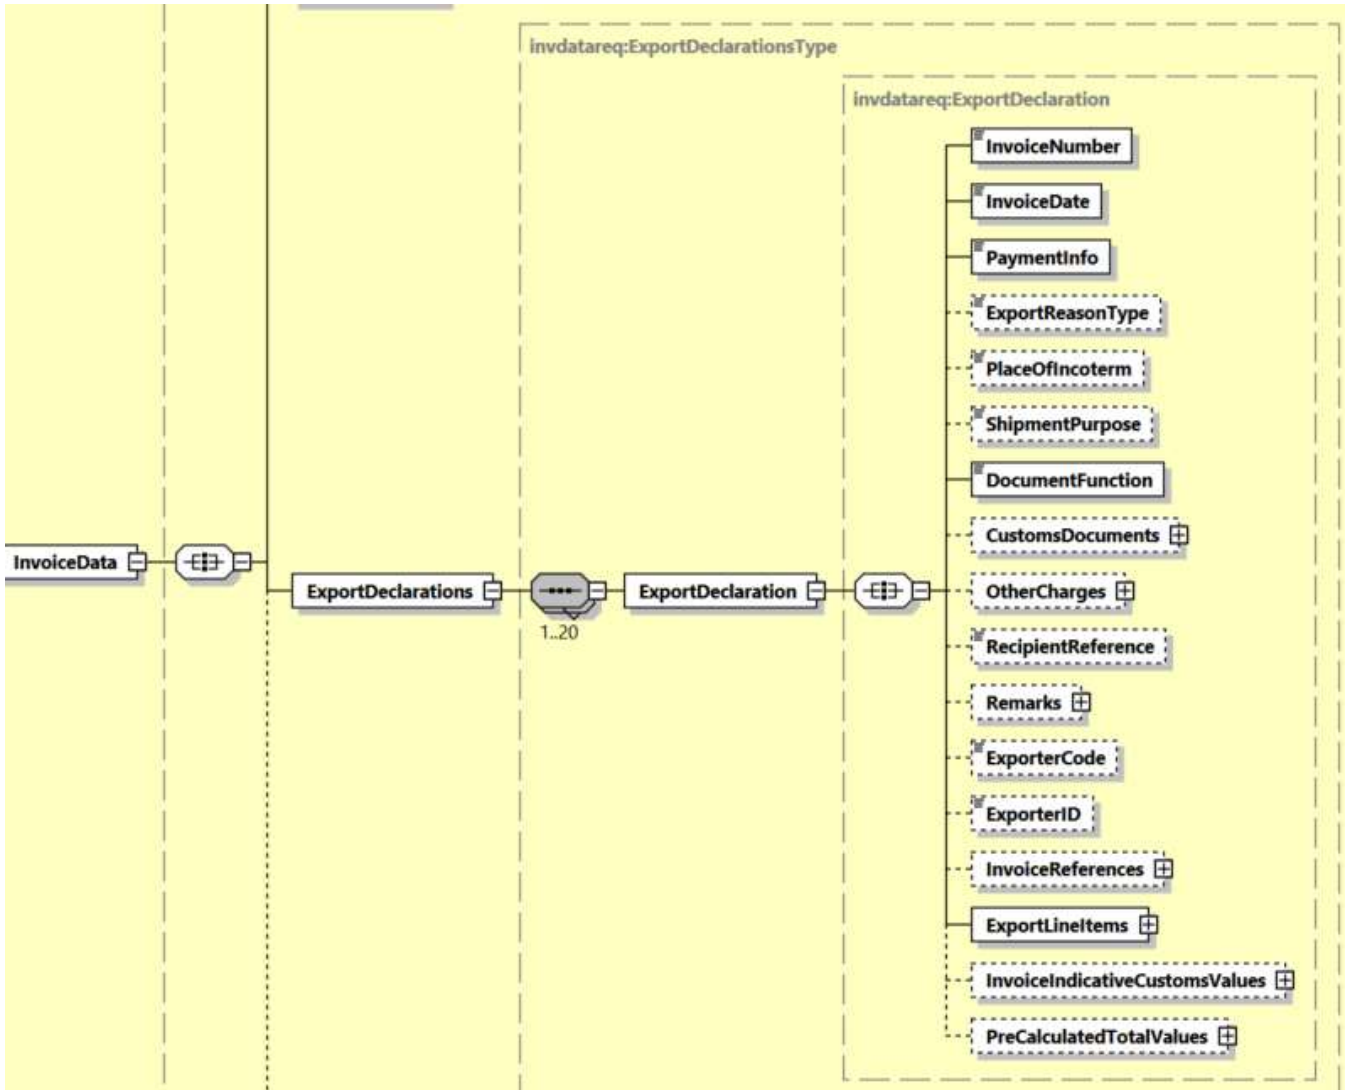 invdatareq:ExportDeclarationsType
invdatareq:ExportDeclaration
InvoiceNumber
InvoiceDate
PaymentInfo
ExportReasonType
PlaceOfIncoterm
ShipmentPurpose
DocumentFunction
CustomsDocuments
InvoiceData
ExportDeclarations
ExportDeclaration
1..20
OtherCharges
RecipientReference
Remarks
ExporterCode
ExporterID
InvoiceReferences
ExportLineItems
InvoiceIndicativeCustomsValues
PreCalculatedTotalValues